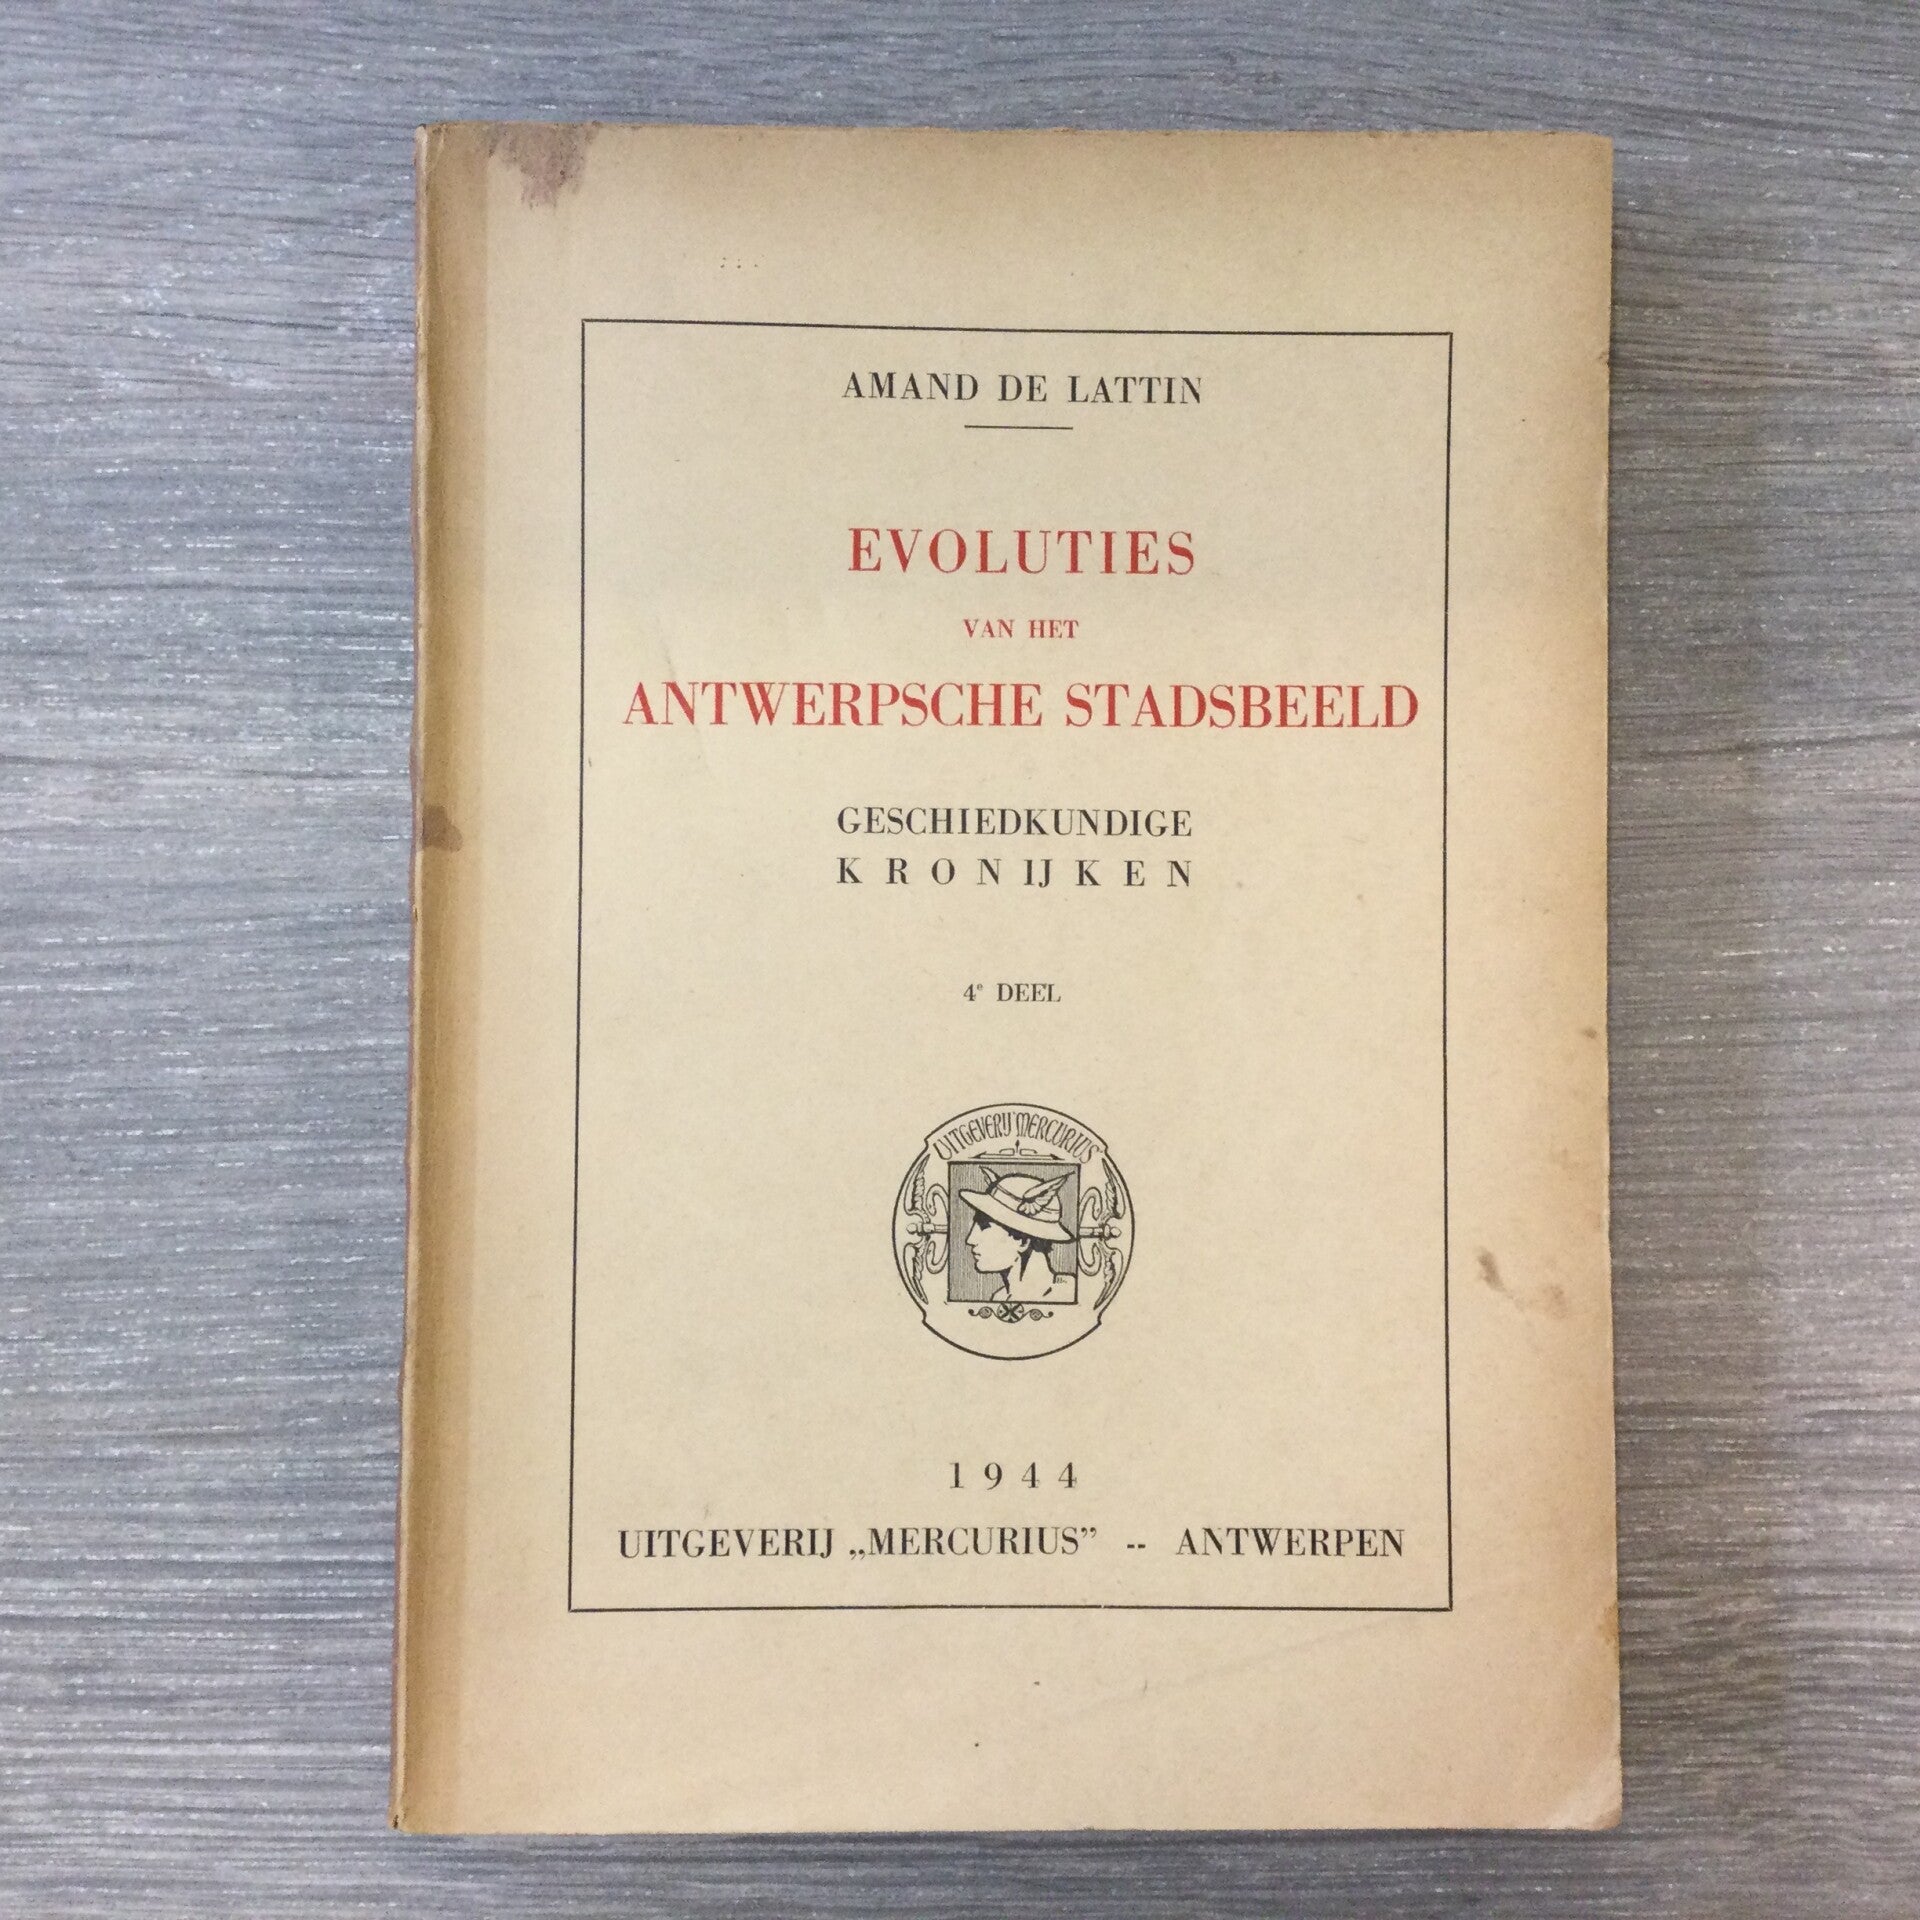 AMAND DE LATTIN
EVOLUTIES
VAN HET
ANTWERPSCHE STADSBEELD
GESCHIEDKUNDIGE
KRONIJKEN
4e DEEL
UITGEVERIJ MERCURIUS
1944
UITGEVERIJ „MERCURIUS” -- ANTWERPEN